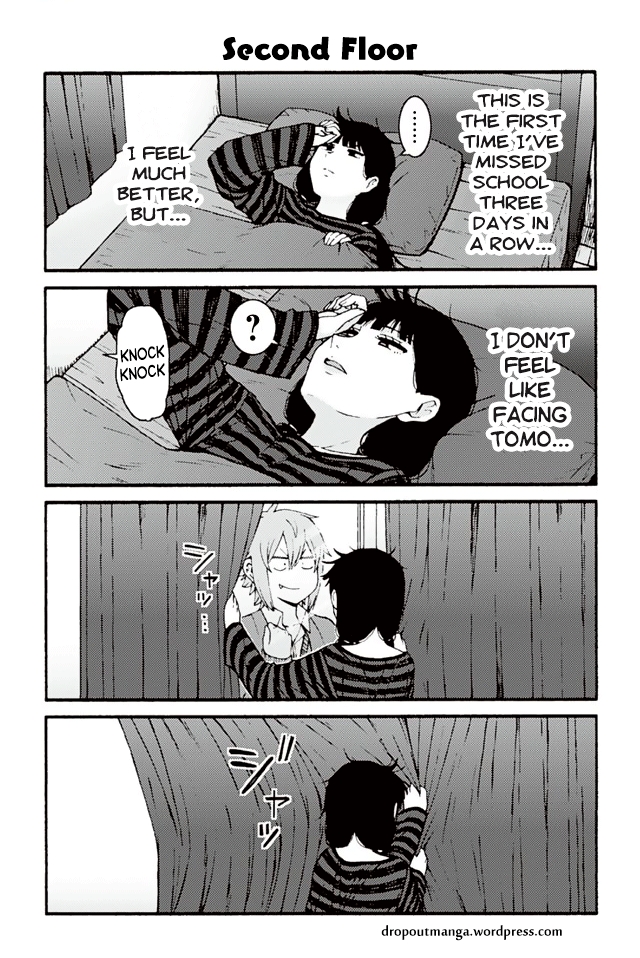 Second Floor
THIS IS
THE FIRST
TIME I'VE
MISSED
SCHOOL
THREE
DAYS IN
A ROW...
......
I FEEL
MUCH
BETTER,
BUT...
I DON'T
FEEL
LIKE
FACING
TOMO...
?
KNOCK
KNOCK
シャッ…
シャッ
dropoutmanga.wordpress.com